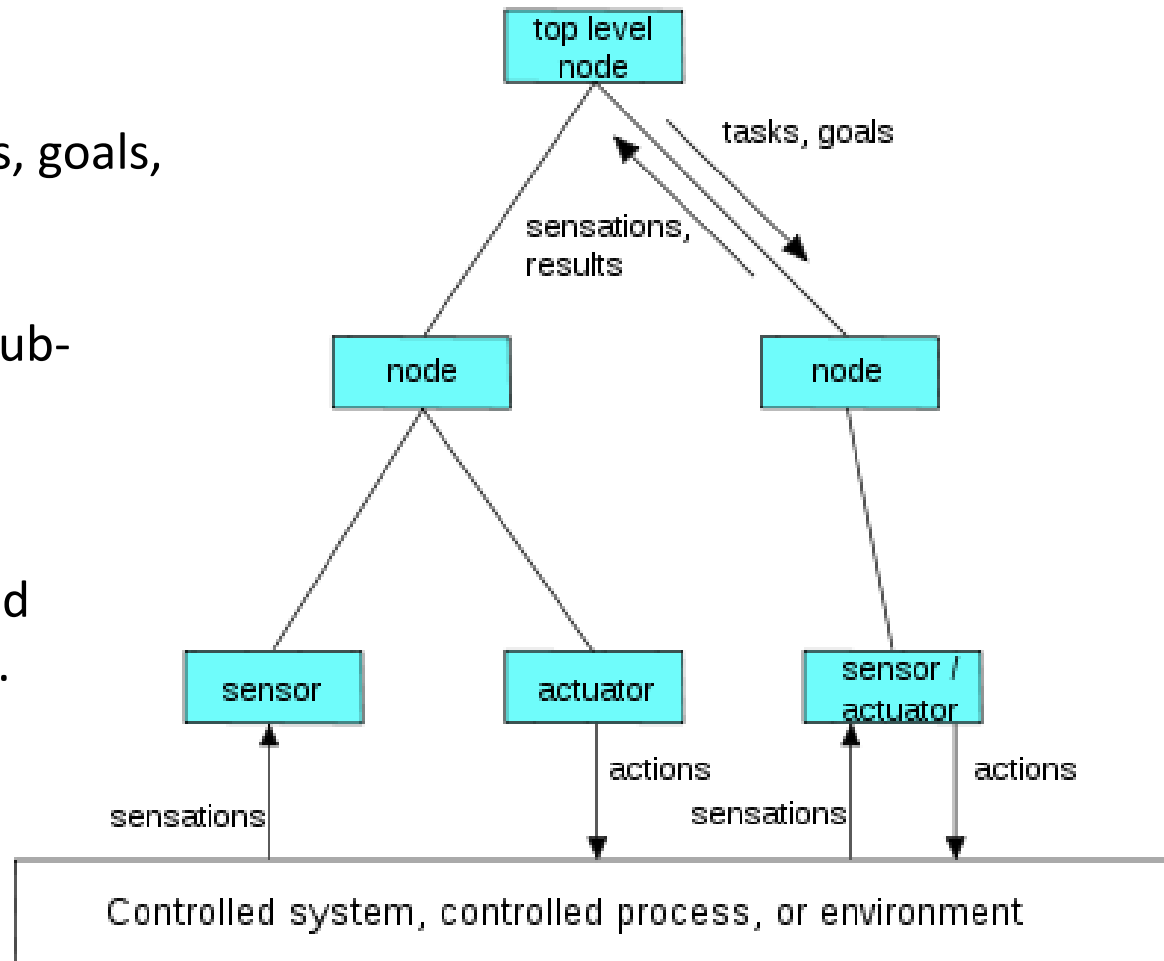 top level
node
s, goals,
tasks, goals
sensations,
results
ub-
node
node
d
.
sensor
actuator
sensor /
actuator
actions
actions
sensations
sensations
Controlled system, controlled process, or environment